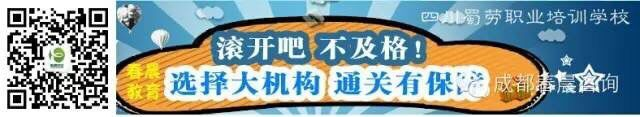 四川蜀劳职业培训学校
滚开吧 不及格!
春晨
教育
选择大机构 通关有保障
成都春晨咨询